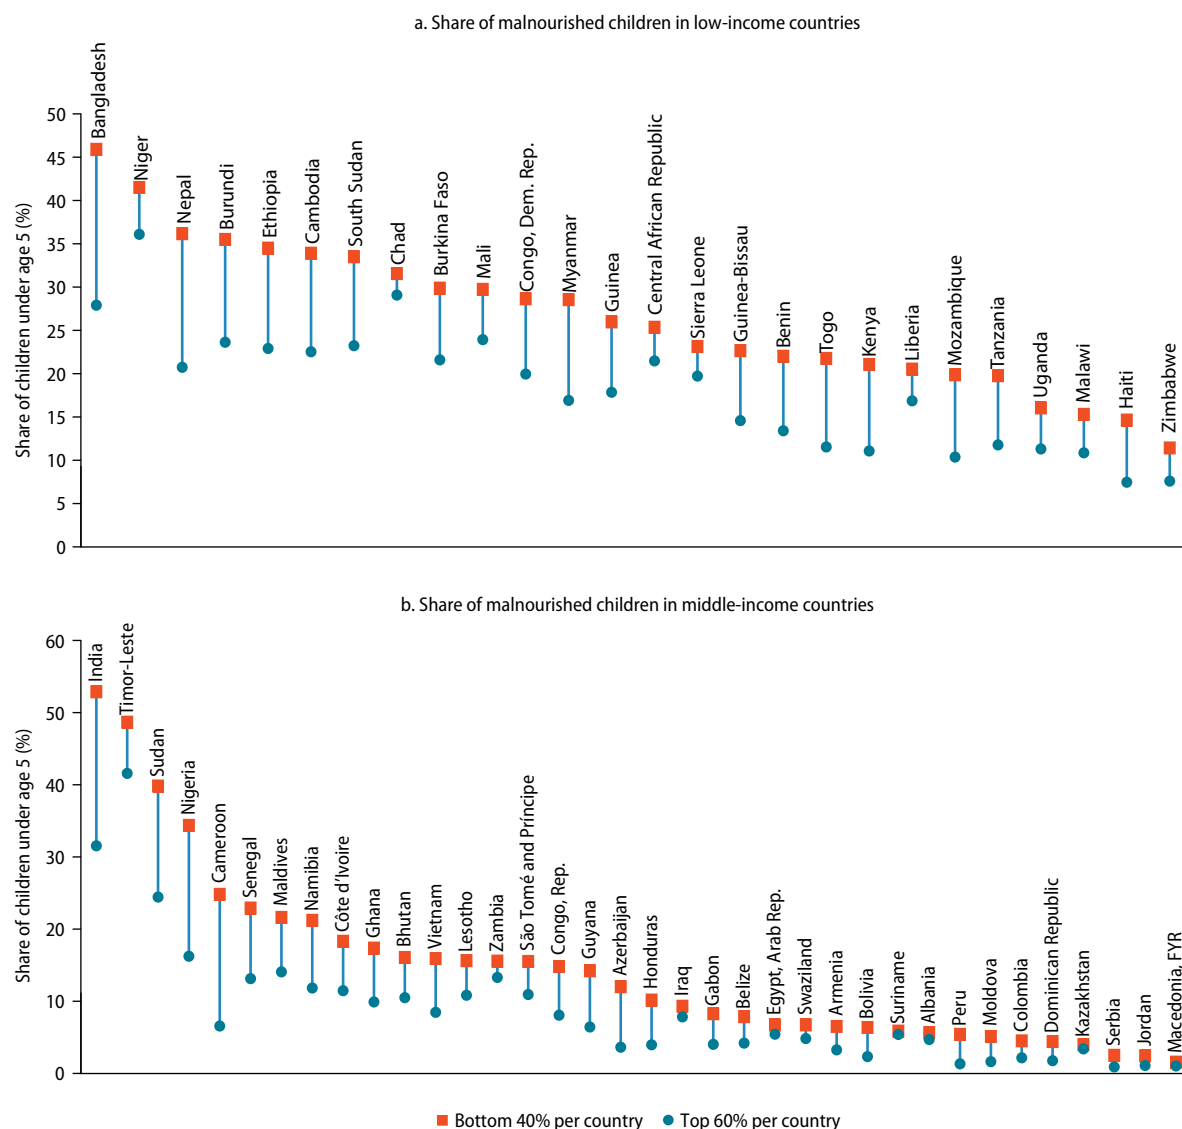 a. Share of malnourished children in low-income countries
Share of children under age 5 (%)
50
45
40
35
30
25
20
15
10
5
0
Bangladesh
Niger
Nepal
Burundi
Ethiopia
Cambodia
South Sudan
Chad
Burkina Faso
Mali
Congo, Dem. Rep.
Myanmar
Guinea
Central African Republic
Sierra Leone
Guinea-Bissau
Benin
Togo
Kenya
Liberia
Mozambique
Tanzania
Uganda
Malawi
Haiti
Zimbabwe
b. Share of malnourished children in middle-income countries
Share of children under age 5 (%)
60
50
40
30
20
10
0
India
Timor-Leste
Sudan
Nigeria
Cameroon
Senegal
Maldives
Namibia
Côte d'Ivoire
Ghana
Bhutan
Vietnam
Lesotho
Zambia
São Tomé and Príncipe
Congo, Rep.
Guyana
Azerbaijan
Honduras
Iraq
Gabon
Belize
Egypt, Arab Rep.
Swaziland
Armenia
Bolivia
Suriname
Albania
Peru
Moldova
Colombia
Dominican Republic
Kazakhstan
Serbia
Jordan
Macedonia, FYR
Bottom 40% per country
Top 60% per country